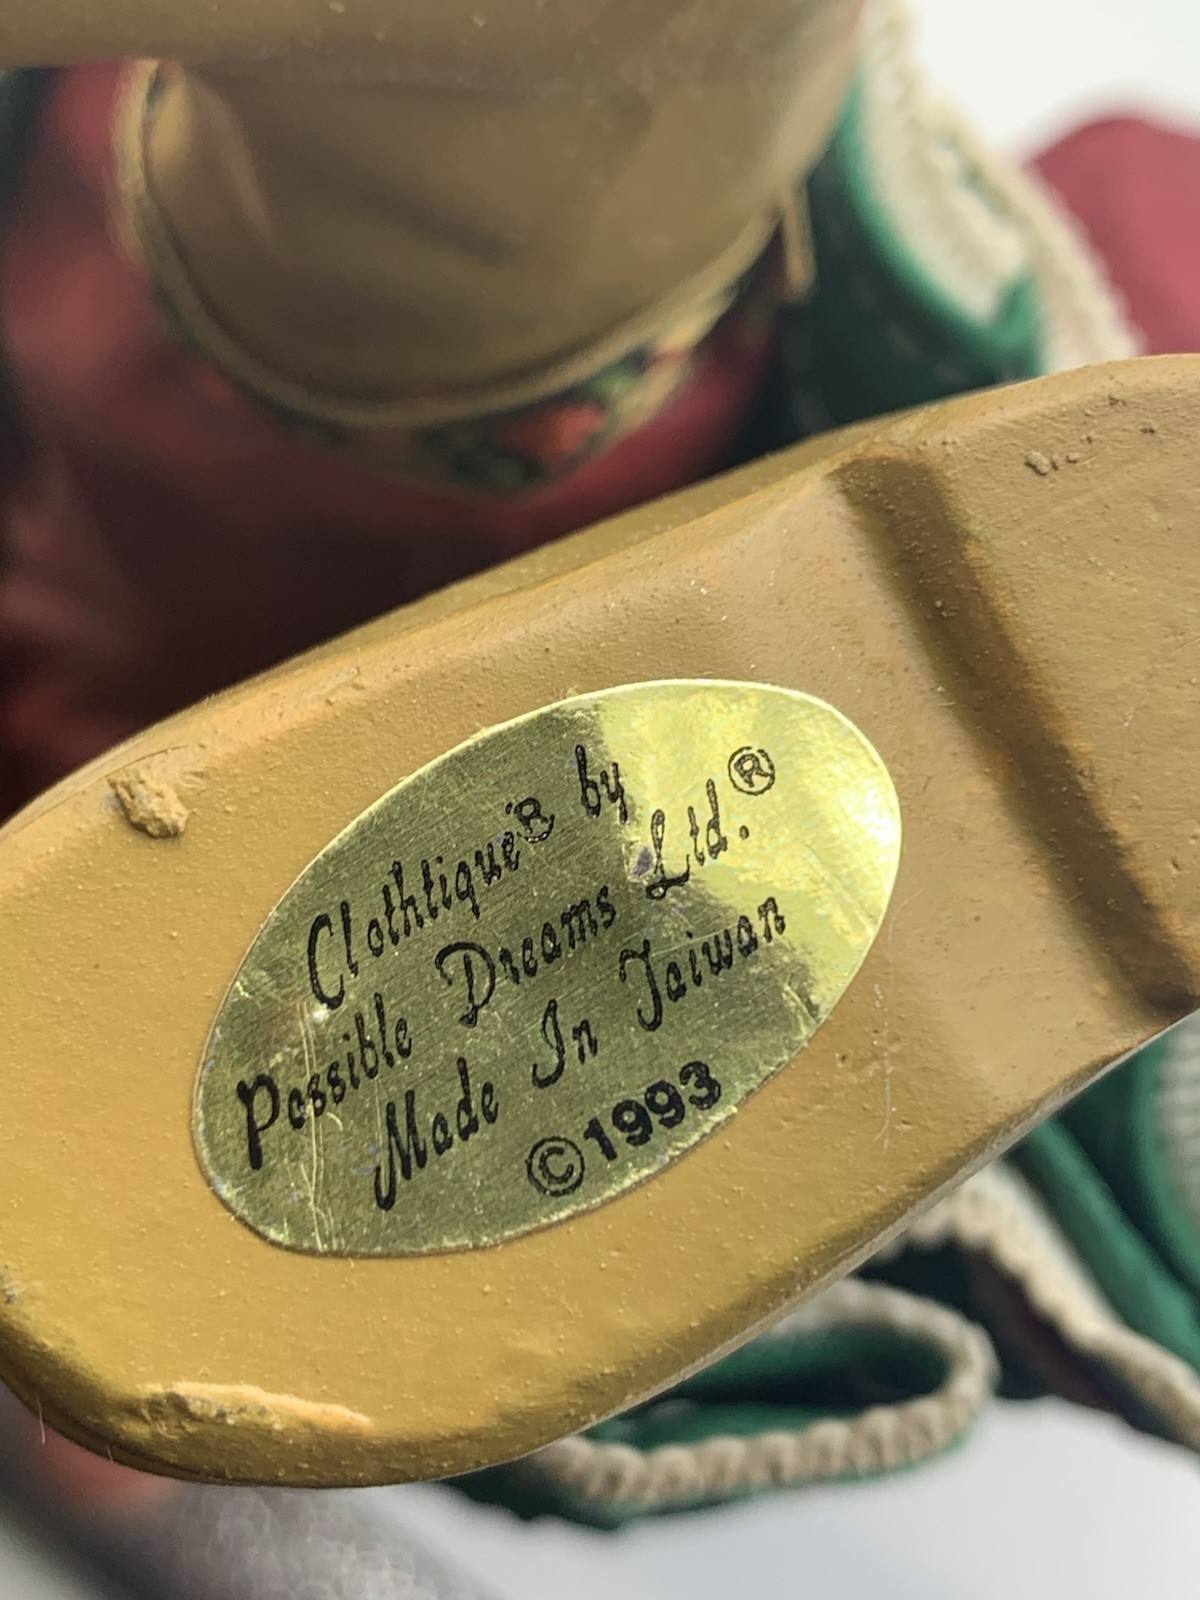 Clothtique® by
Possible Dreams Ltd.®
Made In Taiwan
©1993